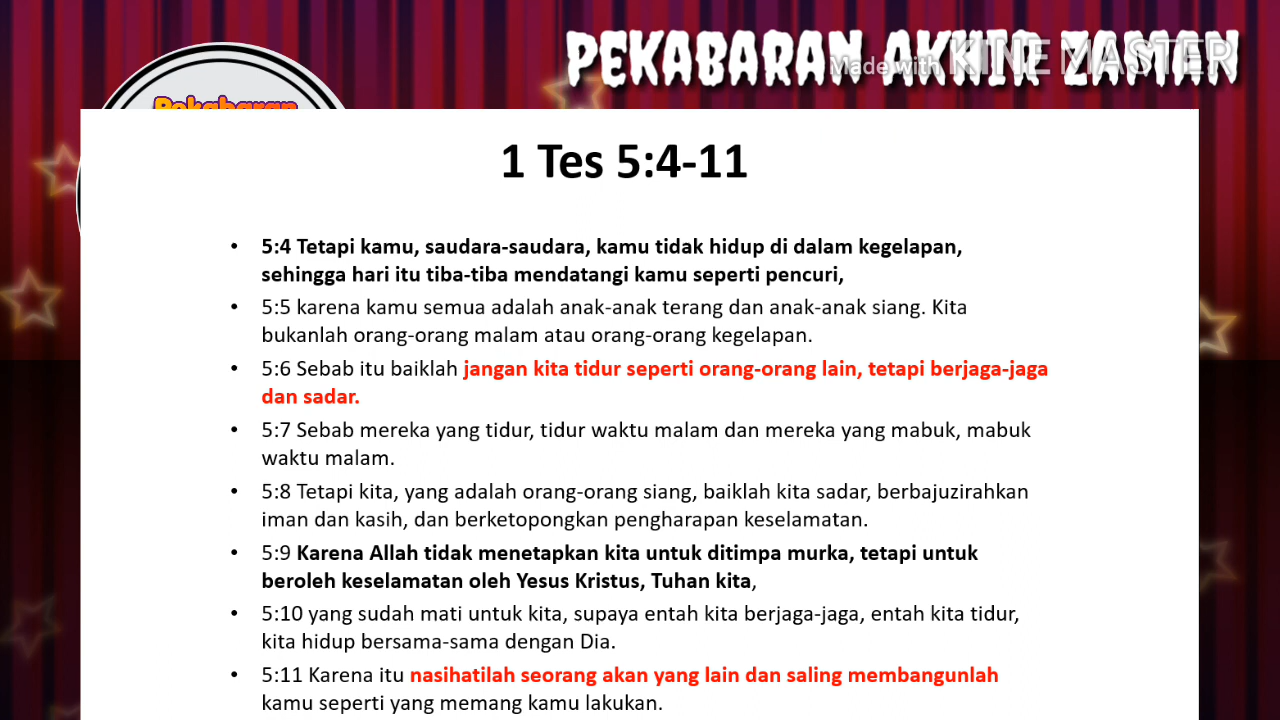 PEKABARAN AKHIR ZAMAN
Made with KINEMASTER
Pekabaran
1 Tes 5:4-11
• 5:4 Tetapi kamu, saudara-saudara, kamu tidak hidup di dalam kegelapan,
sehingga hari itu tiba-tiba mendatangi kamu seperti pencuri,
• 5:5 karena kamu semua adalah anak-anak terang dan anak-anak siang. Kita
bukanlah orang-orang malam atau orang-orang kegelapan.
• 5:6 Sebab itu baiklah jangan kita tidur seperti orang-orang lain, tetapi berjaga-jaga
dan sadar.
• 5:7 Sebab mereka yang tidur, tidur waktu malam dan mereka yang mabuk, mabuk
waktu malam.
• 5:8 Tetapi kita, yang adalah orang-orang siang, baiklah kita sadar, berbajuzirahkan
iman dan kasih, dan berketopongkan pengharapan keselamatan.
• 5:9 Karena Allah tidak menetapkan kita untuk ditimpa murka, tetapi untuk
beroleh keselamatan oleh Yesus Kristus, Tuhan kita,
• 5:10 yang sudah mati untuk kita, supaya entah kita berjaga-jaga, entah kita tidur,
kita hidup bersama-sama dengan Dia.
• 5:11 Karena itu nasihatilah seorang akan yang lain dan saling membangunlah
kamu seperti yang memang kamu lakukan.